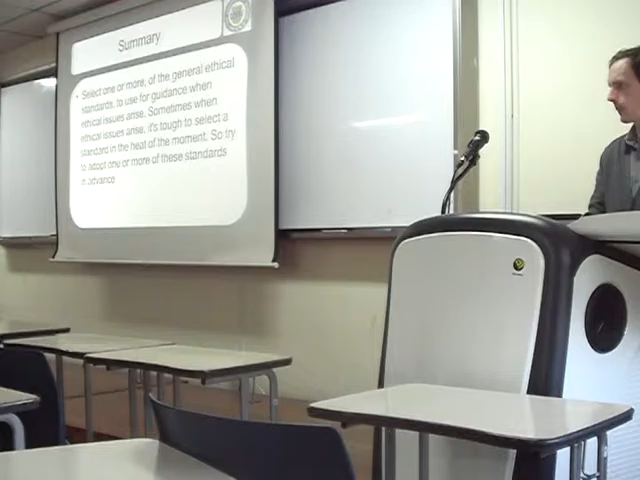 Summary
• Select one or more, of the general ethical
standards, to use for guidance when
ethical issues arise. Sometimes when
ethical issues arise, it's tough to select a
standard in the heat of the moment. So try
to adopt one or more of these standards
in advance